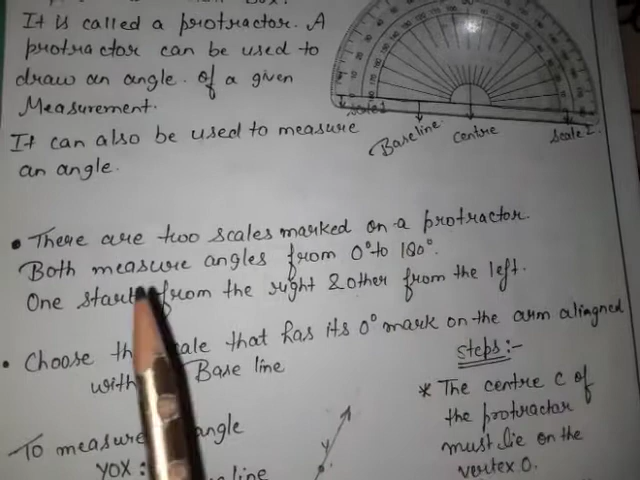 It is called a protractor. A
protractor can be used to
draw an angle. Of a given
Measurement.
It can also be used to measure
an angle.
Baseline
Centre
Scale
• There are two scales marked on a protractor.
Both measure angles from 0° to 180°.
One start from the right & other from the left.
• Choose the scale that has its 0° mark on the arm alingned
with Base line
Steps:-
* The centre C of
the protractor
must lie on the
vertex O.
To measure angle
YOX:
line
Y